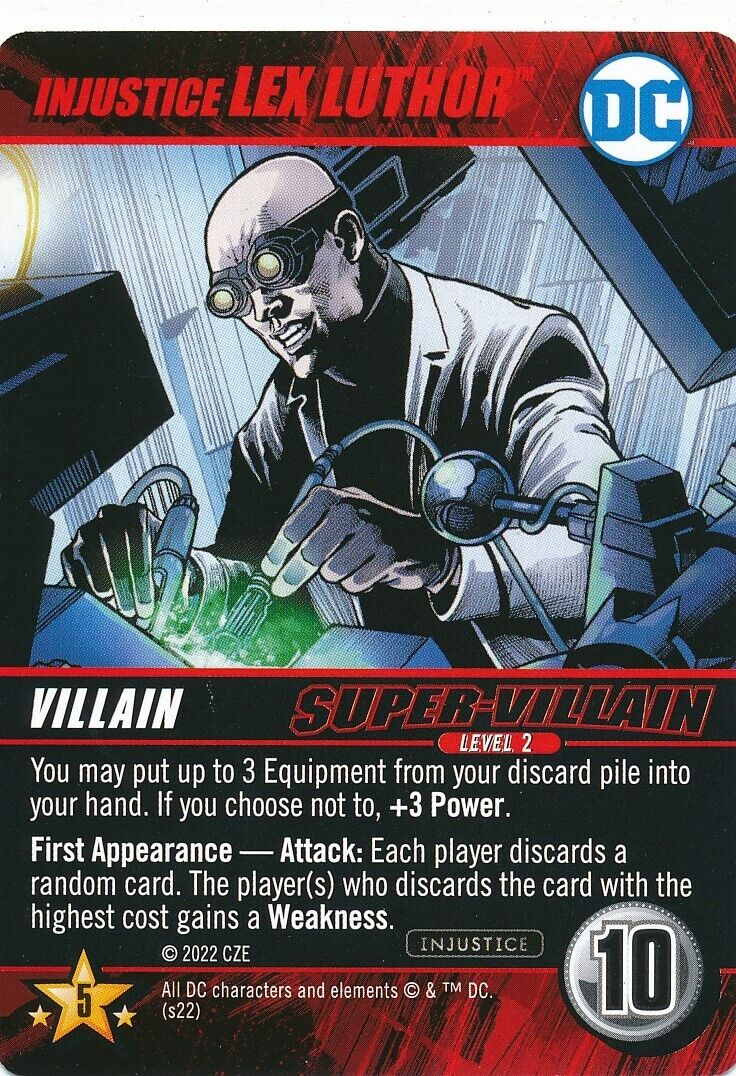 INJUSTICE LEX LUTHOR™
DC
VILLAIN
SUPER-VILLAIN
LEVEL 2
You may put up to 3 Equipment from your discard pile into
your hand. If you choose not to, +3 Power.
First Appearance — Attack: Each player discards a
random card. The player(s) who discards the card with the
highest cost gains a Weakness.
© 2022 CZE
INJUSTICE
10
5
All DC characters and elements © & ™ DC.
(s22)